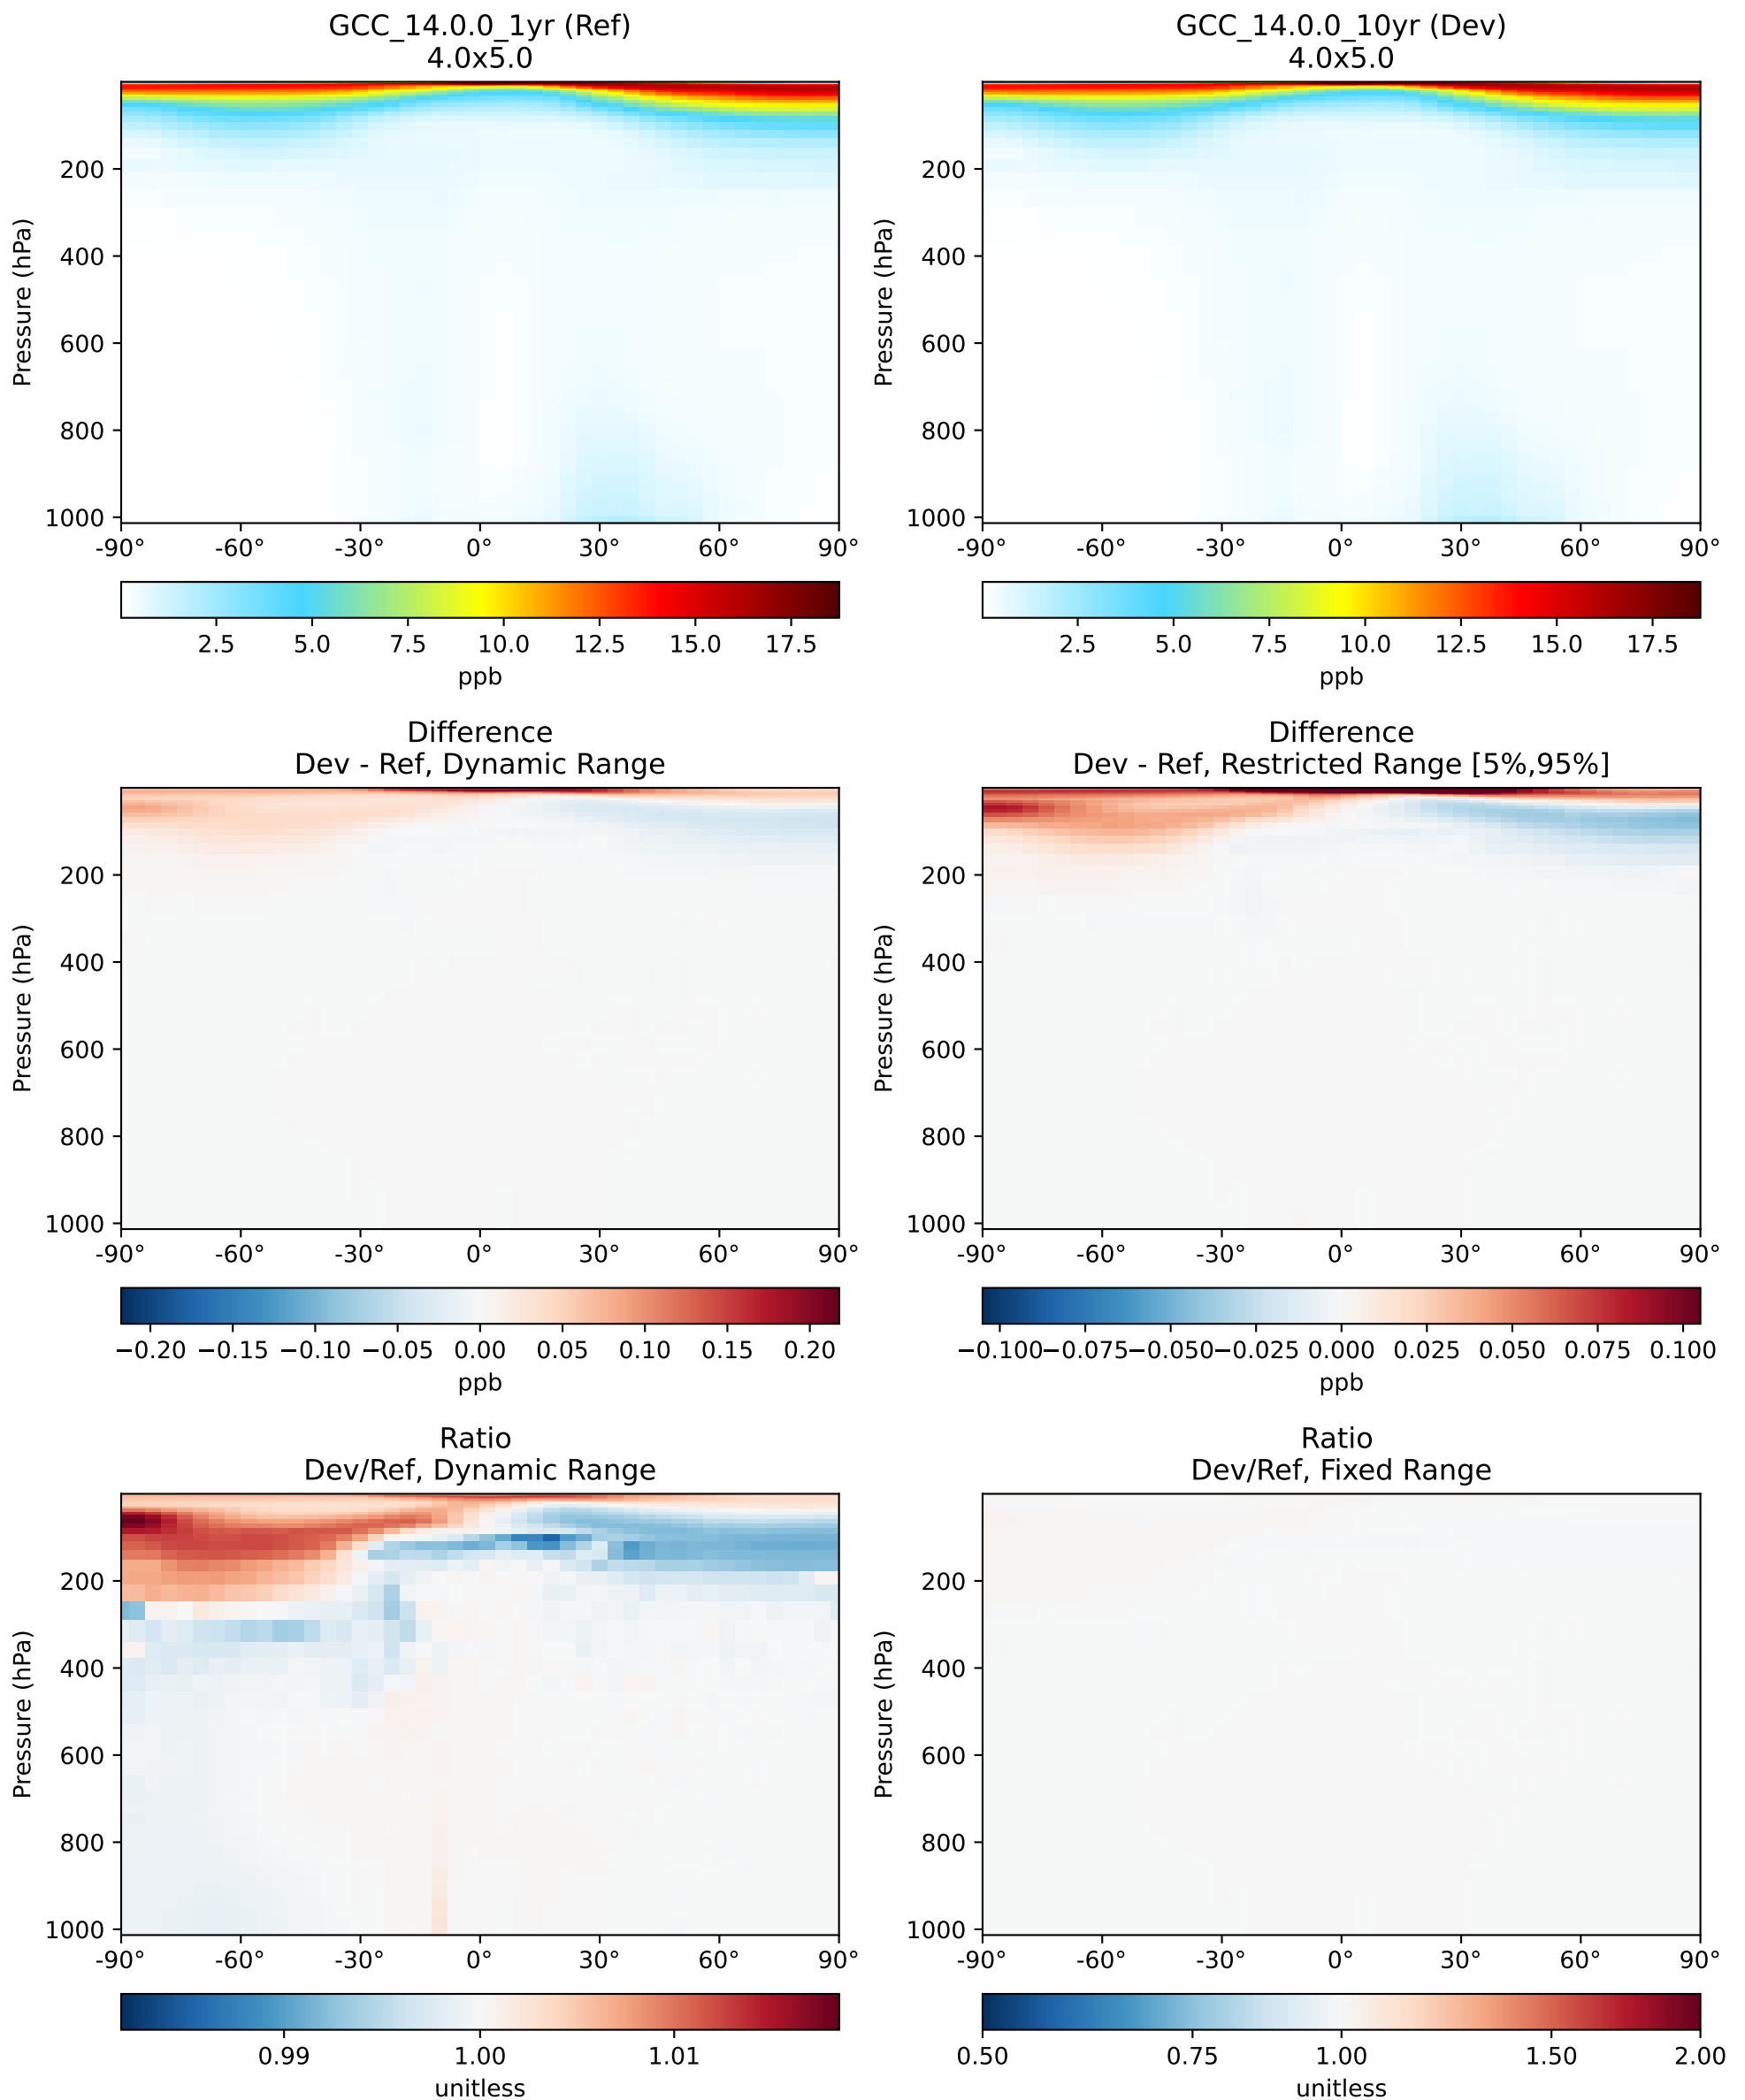 GCC_14.0.0_1yr (Ref)
4.0x5.0
Pressure (hPa)
200
400
600
800
1000
-90° -60° -30° 0° 30° 60° 90°
2.5 5.0 7.5 10.0 12.5 15.0 17.5
ppb
GCC_14.0.0_10yr (Dev)
4.0x5.0
Pressure (hPa)
200
400
600
800
1000
-90° -60° -30° 0° 30° 60° 90°
2.5 5.0 7.5 10.0 12.5 15.0 17.5
ppb
Difference
Dev - Ref, Dynamic Range
Pressure (hPa)
200
400
600
800
1000
-90° -60° -30° 0° 30° 60° 90°
−0.20 −0.15 −0.10 −0.05 0.00 0.05 0.10 0.15 0.20
ppb
Difference
Dev - Ref, Restricted Range [5%,95%]
Pressure (hPa)
200
400
600
800
1000
-90° -60° -30° 0° 30° 60° 90°
−0.100 −0.075 −0.050 −0.025 0.000 0.025 0.050 0.075 0.100
ppb
Ratio
Dev/Ref, Dynamic Range
Pressure (hPa)
200
400
600
800
1000
-90° -60° -30° 0° 30° 60° 90°
0.99 1.00 1.01
unitless
Ratio
Dev/Ref, Fixed Range
Pressure (hPa)
200
400
600
800
1000
-90° -60° -30° 0° 30° 60° 90°
0.50 0.75 1.00 1.50 2.00
unitless